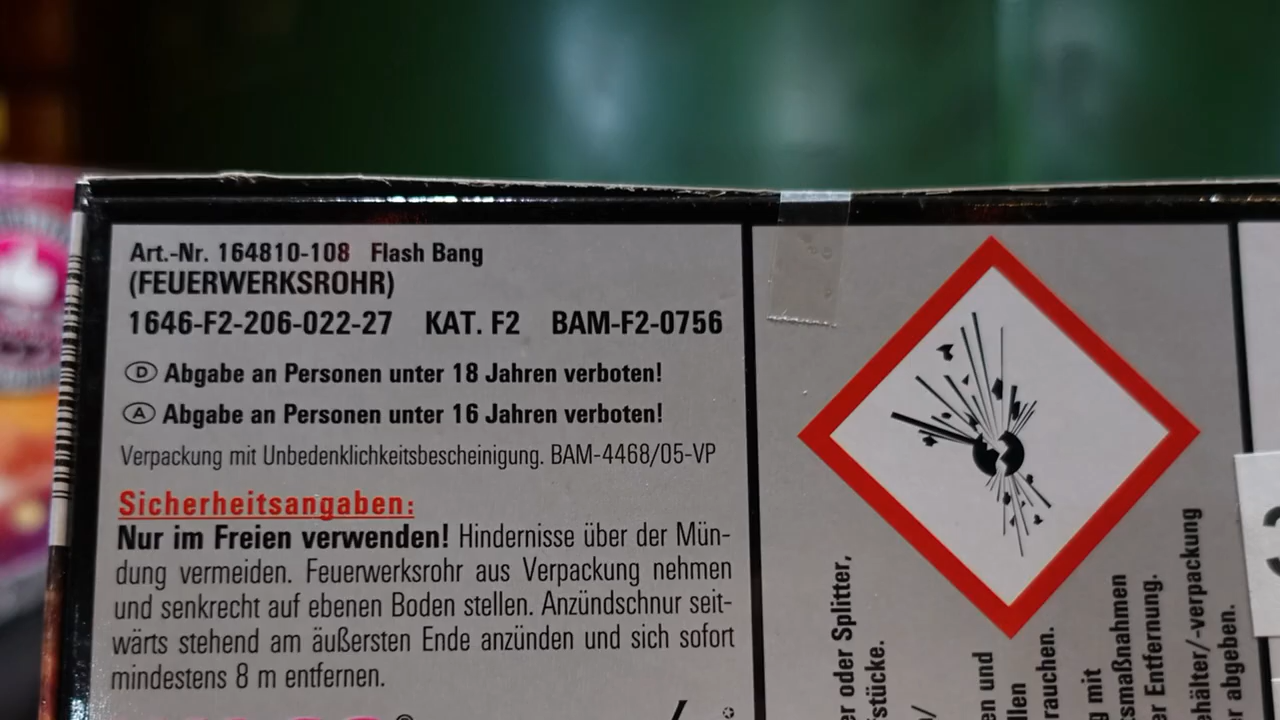 Art.-Nr. 164810-108 Flash Bang
(FEUERWERKSROHR)
1646-F2-206-022-27 KAT. F2 BAM-F2-0756
D Abgabe an Personen unter 18 Jahren verboten!
A Abgabe an Personen unter 16 Jahren verboten!
Verpackung mit Unbedenklichkeitsbescheinigung. BAM-4468/05-VP
Sicherheitsangaben:
Nur im Freien verwenden! Hindernisse über der Mün-
dung vermeiden. Feuerwerksrohr aus Verpackung nehmen
und senkrecht auf ebenen Boden stellen. Anzündschnur seit-
wärts stehend am äußersten Ende anzünden und sich sofort
mindestens 8 m entfernen.
oder Splitter,
stücke.
en und
rauchen.
mit
smaßnahmen
Entfernung.
hälter/-verpackung
abgeben.